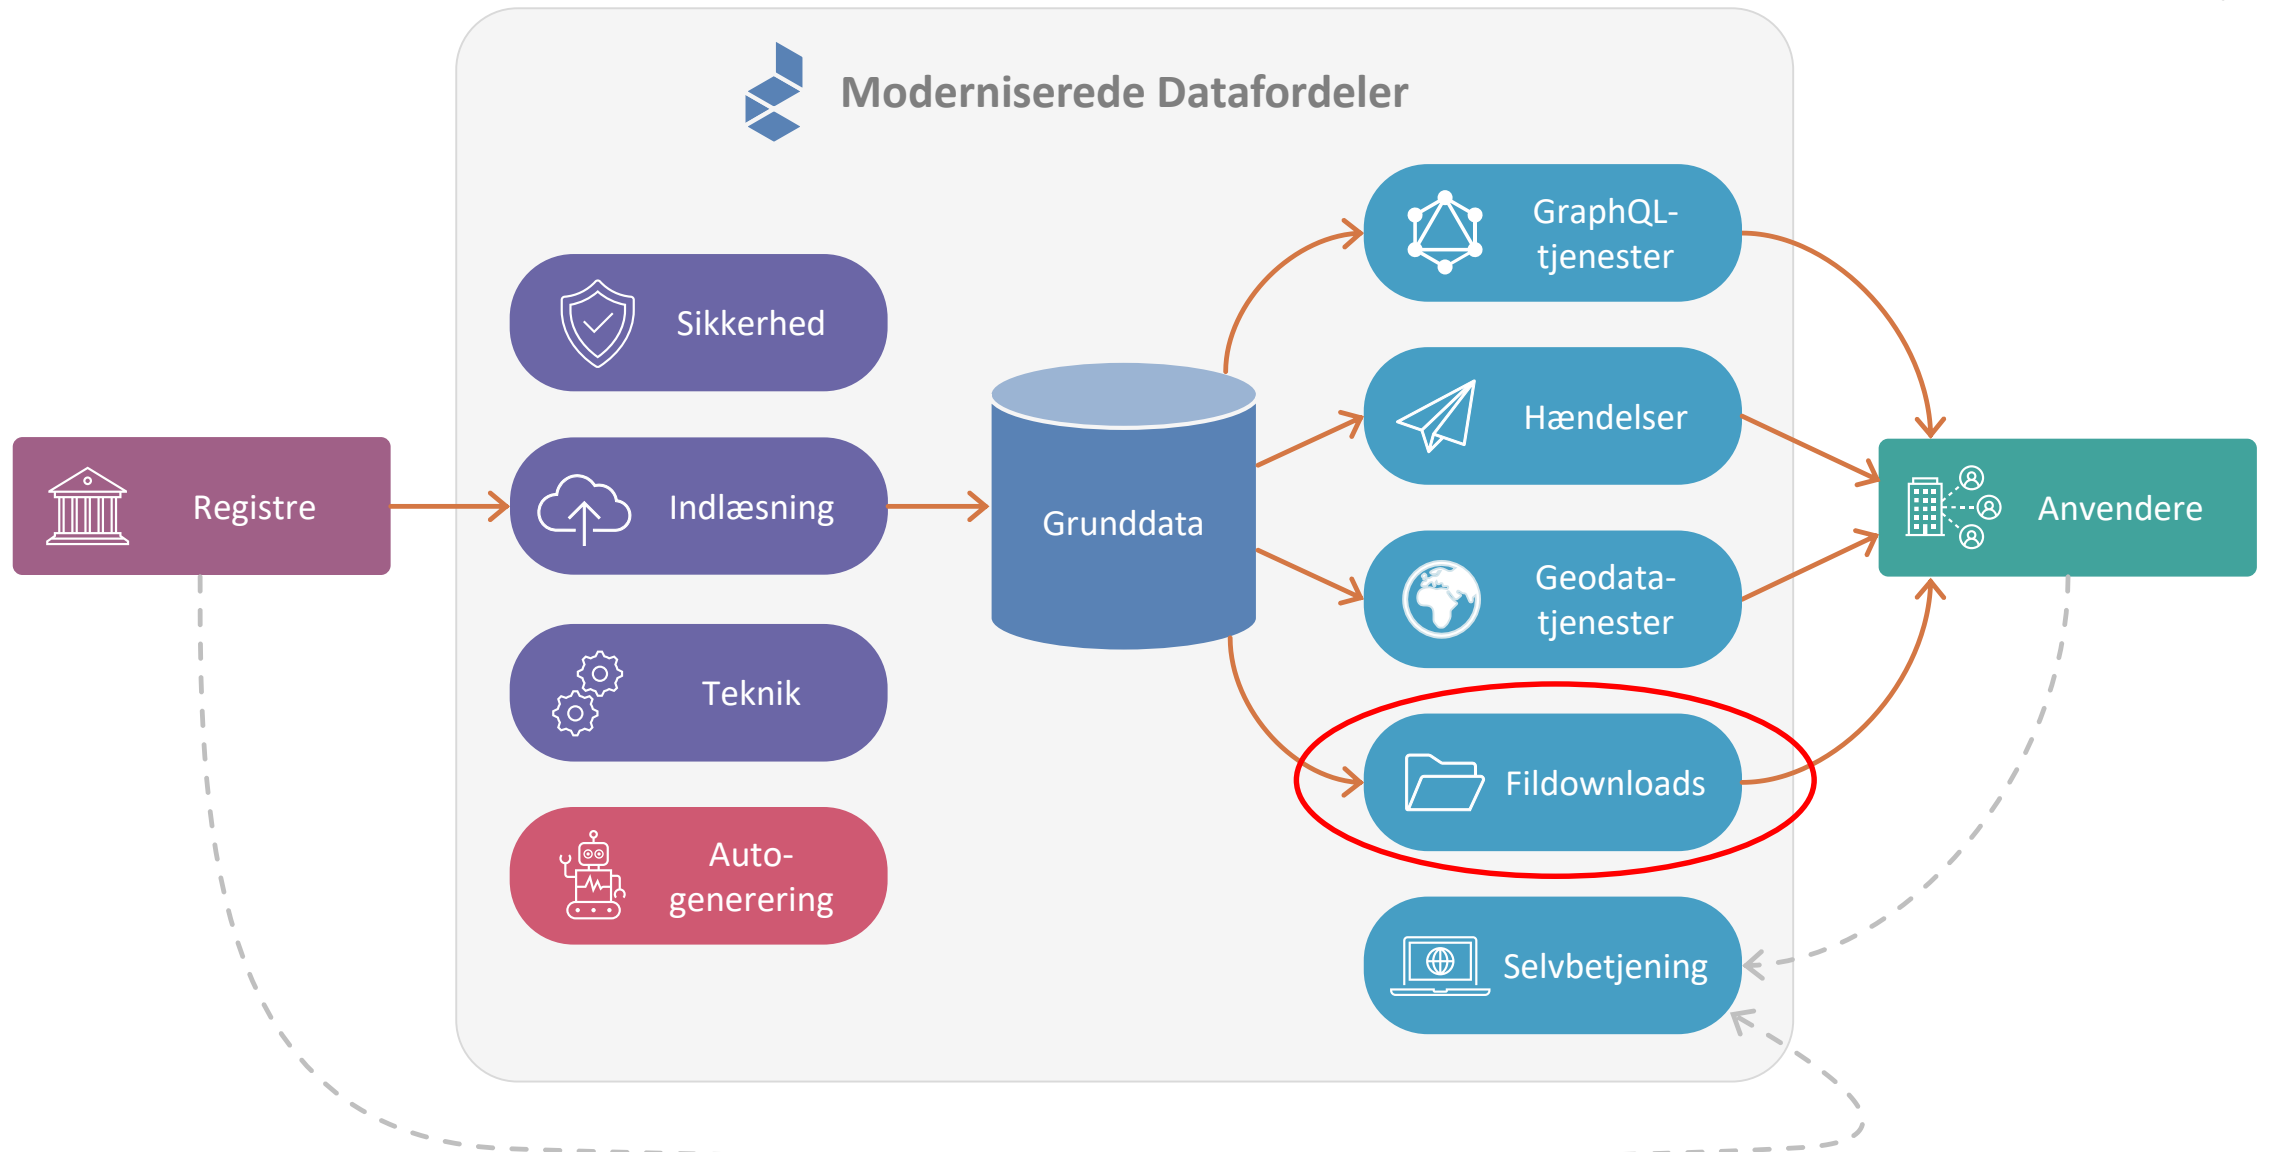 Moderniserede Datafordeler
Registre
Sikkerhed
Indlæsning
Teknik
Auto-
generering
Grunddata
GraphQL-
tjenester
Hændelser
Geodata-
tjenester
Fildownloads
Selvbetjening
Anvendere